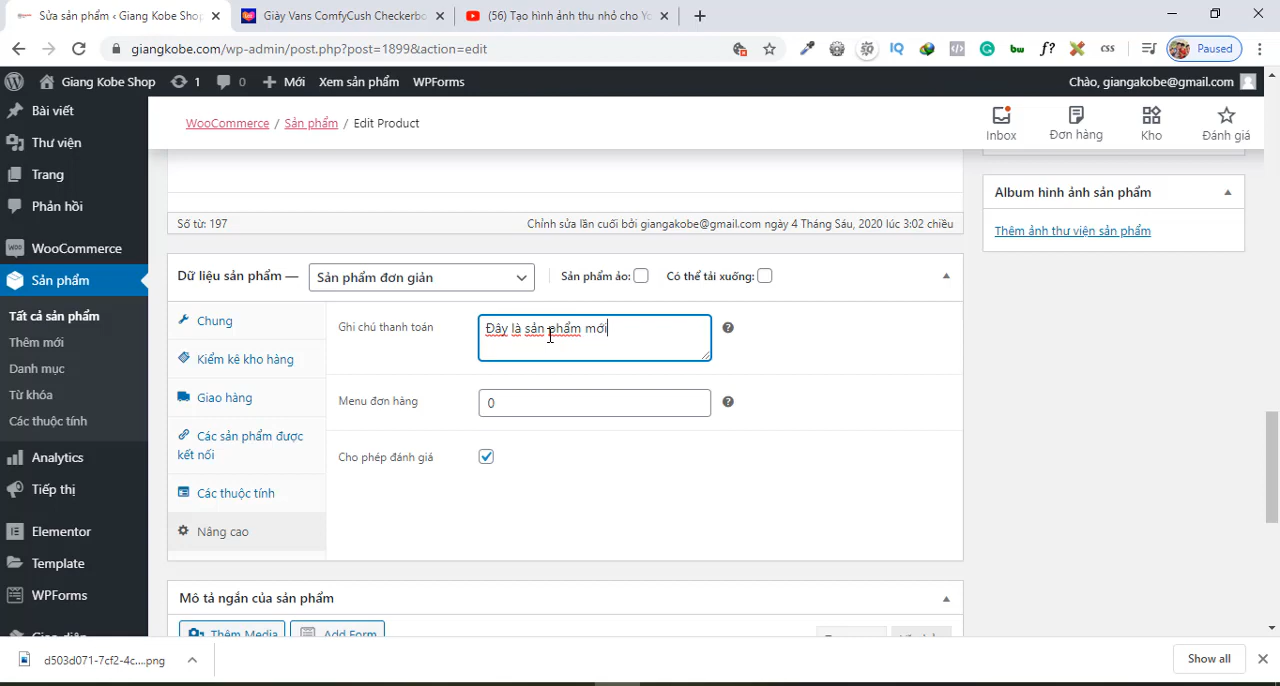 Sửa sản phẩm ‹ Giang Kobe Shop
Giày Vans ComfyCush Checkerbo
(56) Tạo hình ảnh thu nhỏ cho Yo
giangkobe.com/wp-admin/post.php?post=1899&action=edit
IQ
bw
f?
css
Paused
Giang Kobe Shop
1
0
Mới
Xem sản phẩm
WPForms
Chào, giangakobe@gmail.com
Bài viết
Thư viện
Trang
Phản hồi
WooCommerce
Sản phẩm
Tất cả sản phẩm
Thêm mới
Danh mục
Từ khóa
Các thuộc tính
Analytics
Tiếp thị
Elementor
Template
WPForms
WooCommerce / Sản phẩm / Edit Product
Inbox
Đơn hàng
Kho
Đánh giá
Số từ: 197
Chỉnh sửa lần cuối bởi giangakobe@gmail.com ngày 4 Tháng Sáu, 2020 lúc 3:02 chiều
Album hình ảnh sản phẩm
Thêm ảnh thư viện sản phẩm
Dữ liệu sản phẩm —
Sản phẩm đơn giản
Sản phẩm ảo:
Có thể tải xuống:
Chung
Kiểm kê kho hàng
Giao hàng
Các sản phẩm được
kết nối
Các thuộc tính
Nâng cao
Ghi chú thanh toán
Đây là sản phẩm mới
Menu đơn hàng
0
Cho phép đánh giá
Mô tả ngắn của sản phẩm
Thêm Media
Add Form
d503d071-7cf2-4c....png
Show all